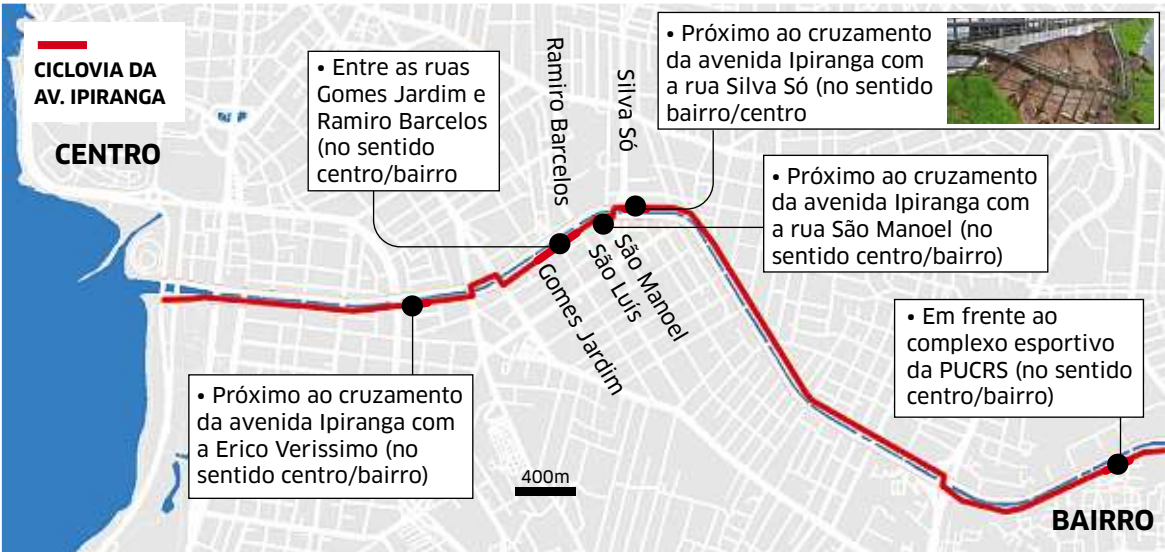 CICLOVIA DA
AV. IPIRANGA
CENTRO
• Entre as ruas
Gomes Jardim e
Ramiro Barcelos
(no sentido
centro/bairro
Ramiro Barcelos
Silva Só
• Próximo ao cruzamento
da avenida Ipiranga com
a rua Silva Só (no sentido
bairro/centro
• Próximo ao cruzamento
da avenida Ipiranga com
a rua São Manoel (no
sentido centro/bairro)
São Manoel
São Luís
Gomes Jardim
• Em frente ao
complexo esportivo
da PUCRS (no sentido
centro/bairro)
• Próximo ao cruzamento
da avenida Ipiranga com
a Erico Verissimo (no
sentido centro/bairro)
400m
BAIRRO